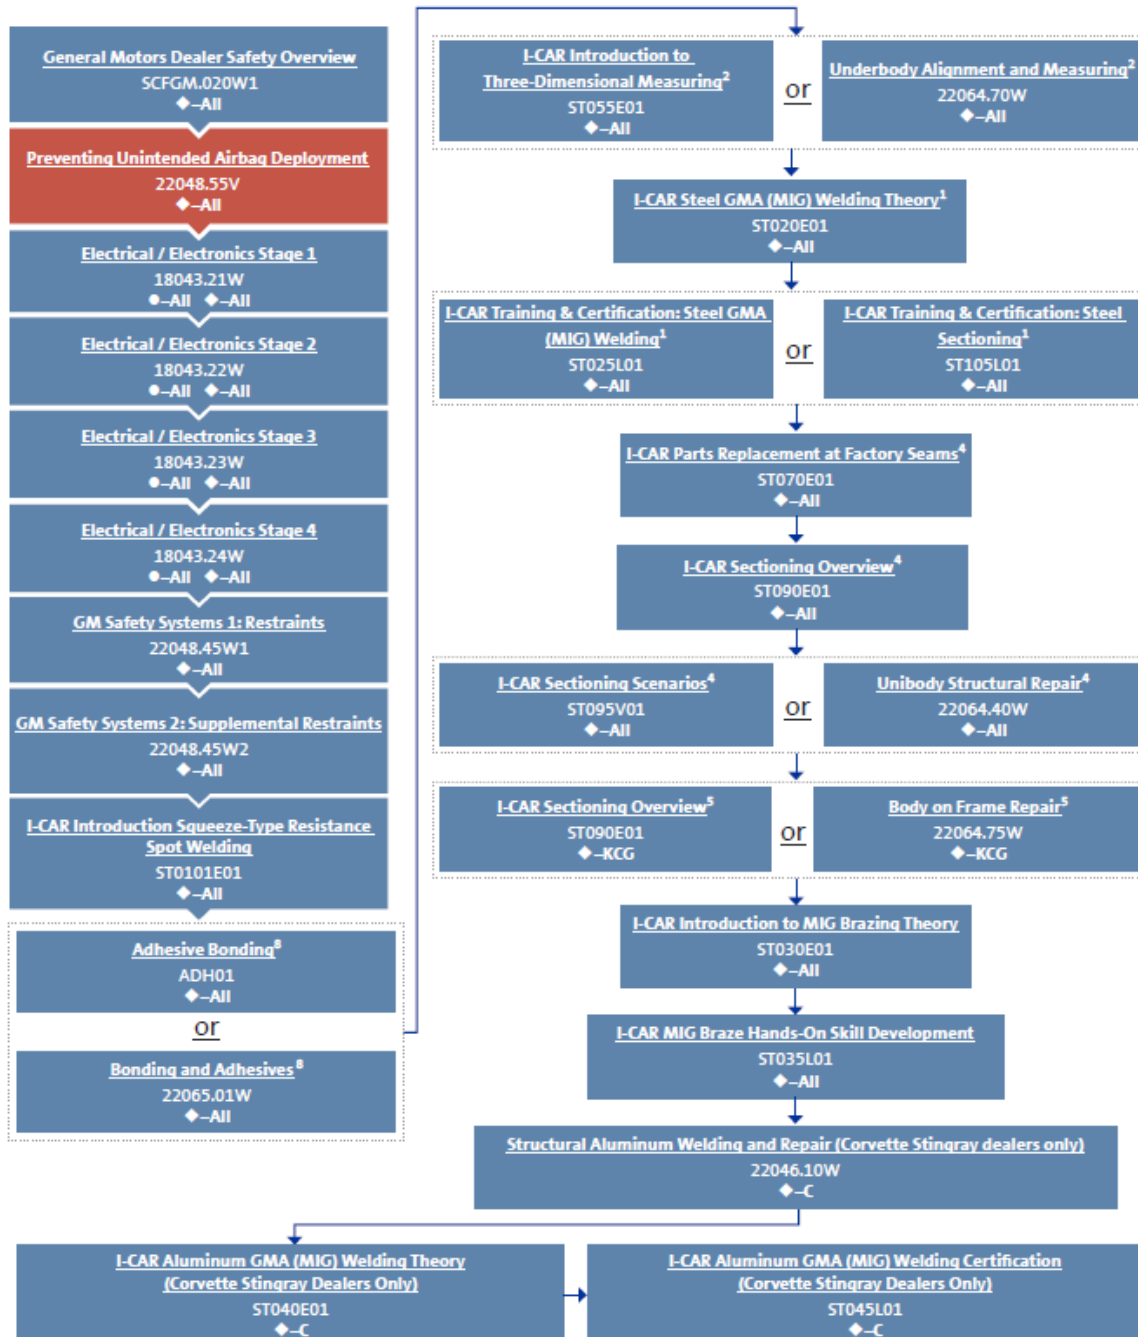 General Motors Dealer Safety Overview
SCFGM.020W1
◆–All
Preventing Unintended Airbag Deployment
22048.55V
◆–All
Electrical / Electronics Stage 1
18043.21W
●–All ◆–All
Electrical / Electronics Stage 2
18043.22W
●–All ◆–All
Electrical / Electronics Stage 3
18043.23W
●–All ◆–All
Electrical / Electronics Stage 4
18043.24W
●–All ◆–All
GM Safety Systems 1: Restraints
22048.45W1
◆–All
GM Safety Systems 2: Supplemental Restraints
22048.45W2
◆–All
I-CAR Introduction Squeeze-Type Resistance
Spot Welding
ST0101E01
◆–All
Adhesive Bonding⁸
ADH01
◆–All
or
Bonding and Adhesives⁸
22065.01W
◆–All
I-CAR Introduction to
Three-Dimensional Measuring²
ST055E01
◆–All
or
Underbody Alignment and Measuring²
22064.70W
◆–All
I-CAR Steel GMA (MIG) Welding Theory¹
ST020E01
◆–All
I-CAR Training & Certification: Steel GMA
(MIG) Welding¹
ST025L01
◆–All
or
I-CAR Training & Certification: Steel
Sectioning¹
ST105L01
◆–All
I-CAR Parts Replacement at Factory Seams⁴
ST070E01
◆–All
I-CAR Sectioning Overview⁴
ST090E01
◆–All
I-CAR Sectioning Scenarios⁴
ST095V01
◆–All
or
Unibody Structural Repair⁴
22064.40W
◆–All
I-CAR Sectioning Overview⁵
ST090E01
◆–KCG
or
Body on Frame Repair⁵
22064.75W
◆–KCG
I-CAR Introduction to MIG Brazing Theory
ST030E01
◆–All
I-CAR MIG Braze Hands-On Skill Development
ST035L01
◆–All
Structural Aluminum Welding and Repair (Corvette Stingray dealers only)
22046.10W
◆–C
I-CAR Aluminum GMA (MIG) Welding Theory
(Corvette Stingray Dealers Only)
ST040E01
◆–C
I-CAR Aluminum GMA (MIG) Welding Certification
(Corvette Stingray Dealers Only)
ST045L01
◆–C